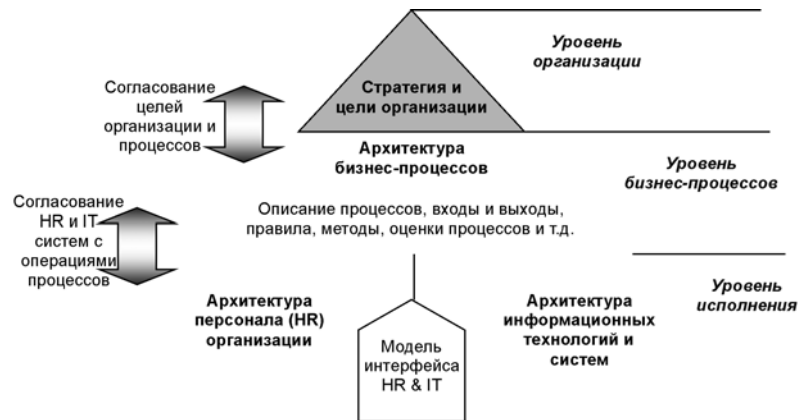 Уровень
организации
Стратегия и
цели организации
Согласование
целей
организации и
процессов
Архитектура
бизнес-процессов
Уровень
бизнес-процессов
Согласование
HR и IT
систем с
операциями
процессов
Описание процессов, входы и выходы,
правила, методы, оценки процессов и т.д.
Уровень
исполнения
Архитектура
персонала (HR)
организации
Модель
интерфейса
HR & IT
Архитектура
информационных
технологий и
систем